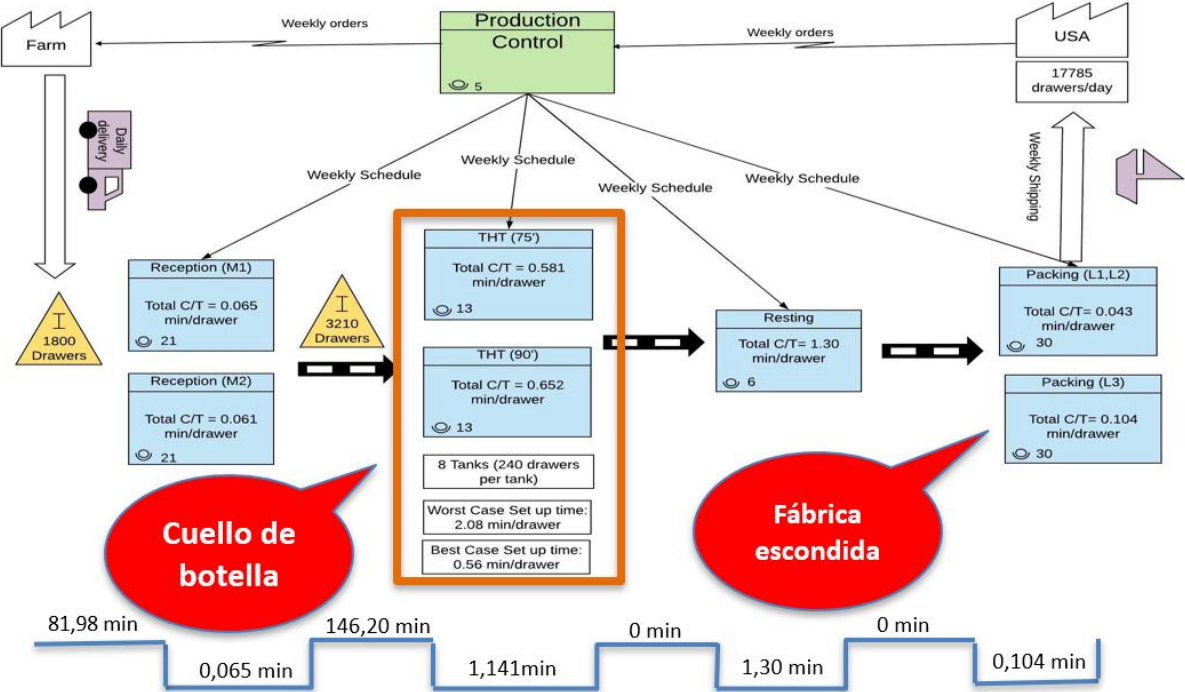 Farm
Weekly orders
Production
Control
5
Weekly orders
USA
17785
drawers/day
Daily
delivery
Weekly Schedule
Weekly Schedule
Weekly Schedule
Weekly Schedule
Weekly Shipping
I
1800
Drawers
Reception (M1)
Total C/T = 0.065
min/drawer
21
Reception (M2)
Total C/T = 0.061
min/drawer
21
I
3210
Drawers
THT (75')
Total C/T = 0.581
min/drawer
13
THT (90')
Total C/T = 0.652
min/drawer
13
8 Tanks (240 drawers
per tank)
Worst Case Set up time:
2.08 min/drawer
Best Case Set up time:
0.56 min/drawer
Resting
Total C/T= 1.30
min/drawer
6
Packing (L1,L2)
Total C/T= 0.043
min/drawer
30
Packing (L3)
Total C/T = 0.104
min/drawer
30
Cuello de
botella
Fábrica
escondida
81,98 min
0,065 min
146,20 min
1,141min
0 min
1,30 min
0 min
0,104 min